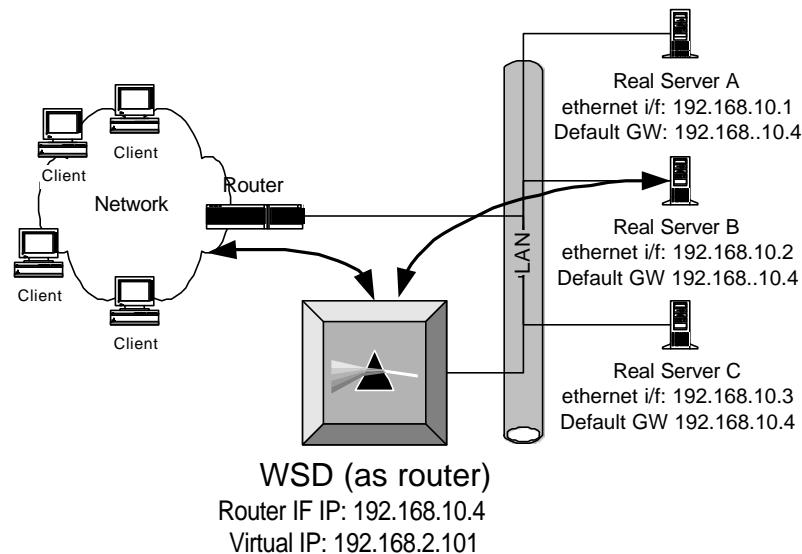 Client
Client
Client
Client
Network
Router
LAN
Real Server A
ethernet i/f: 192.168.10.1
Default GW: 192.168..10.4
Real Server B
ethernet i/f: 192.168.10.2
Default GW 192.168..10.4
Real Server C
ethernet i/f: 192.168.10.3
Default GW 192.168.10.4
WSD (as router)
Router IF IP: 192.168.10.4
Virtual IP: 192.168.2.101